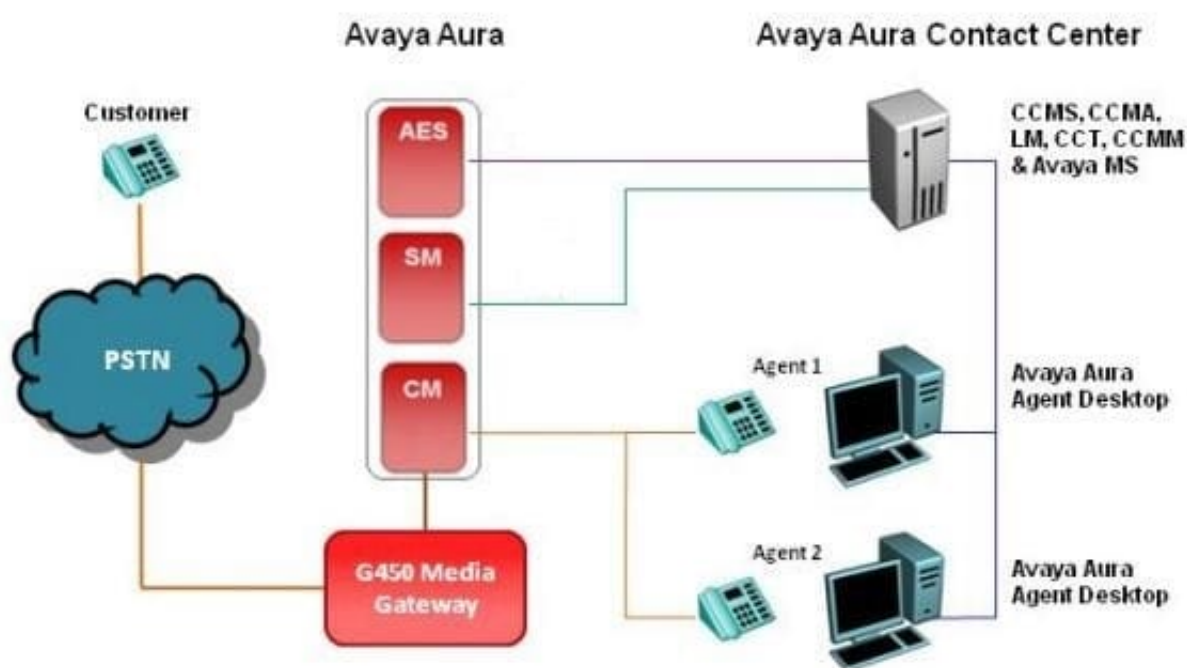 Avaya Aura
Avaya Aura Contact Center
Customer
AES
CCMS, CCMA,
LM, CCT, CCMM
& Avaya MS
SM
PSTN
CM
Agent 1
Avaya Aura
Agent Desktop
G450 Media
Gateway
Agent 2
Avaya Aura
Agent Desktop